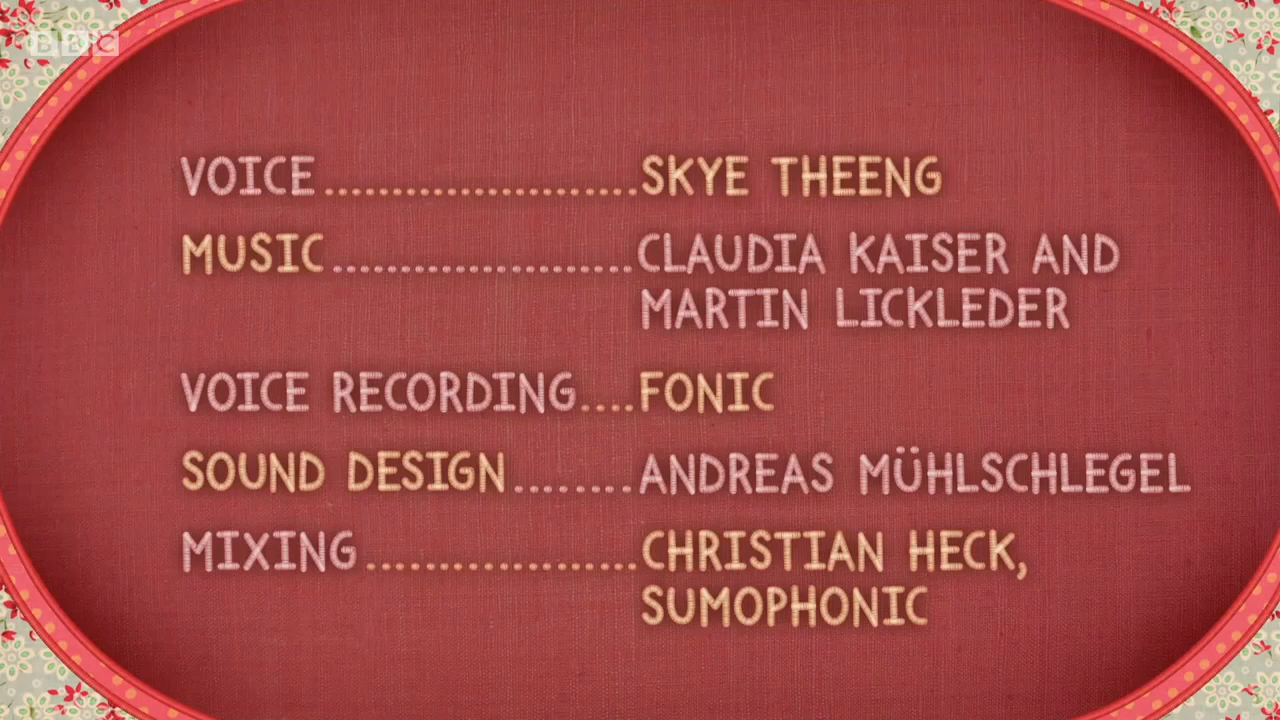 BBC
VOICE.......................SKYE THEENG
MUSIC......................CLAUDIA KAISER AND
MARTIN LICKLEDER
VOICE RECORDING....FONIC
SOUND DESIGN........ANDREAS MÜHLSCHLEGEL
MIXING....................CHRISTIAN HECK,
SUMOPHONIC